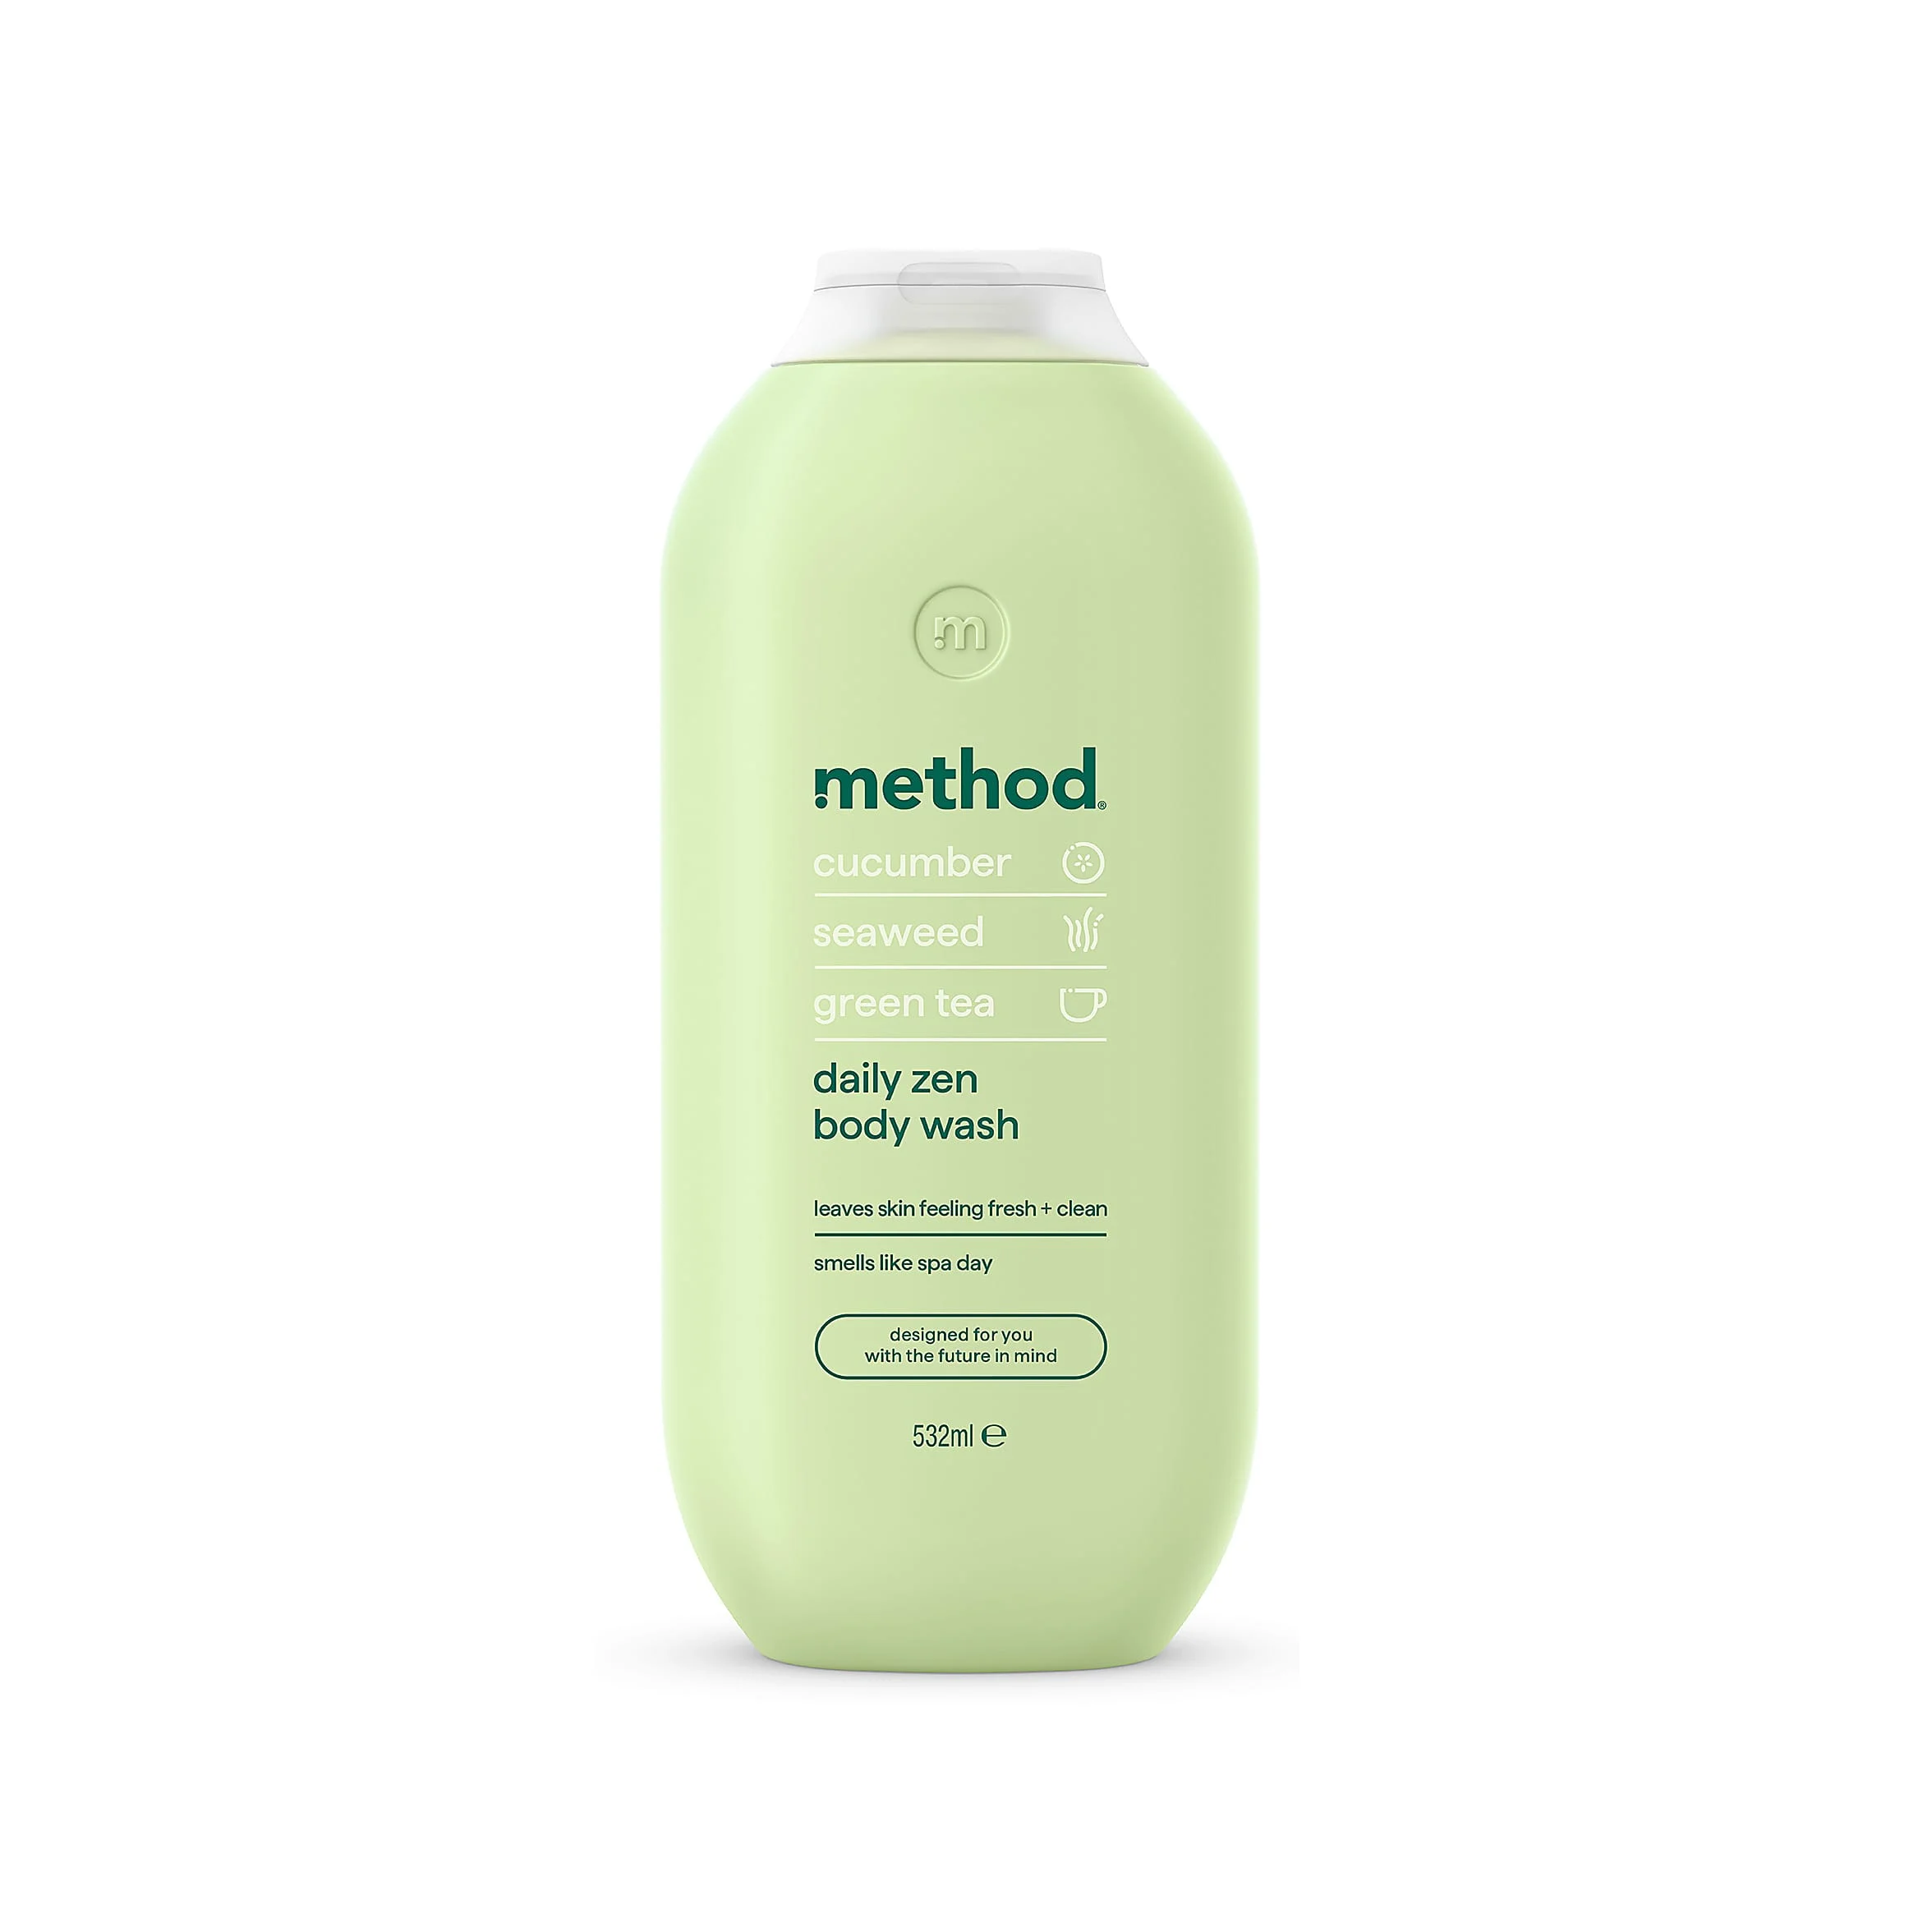 m
method®
cucumber
seaweed
green tea
daily zen
body wash
leaves skin feeling fresh + clean
smells like spa day
designed for you
with the future in mind
532ml ℮